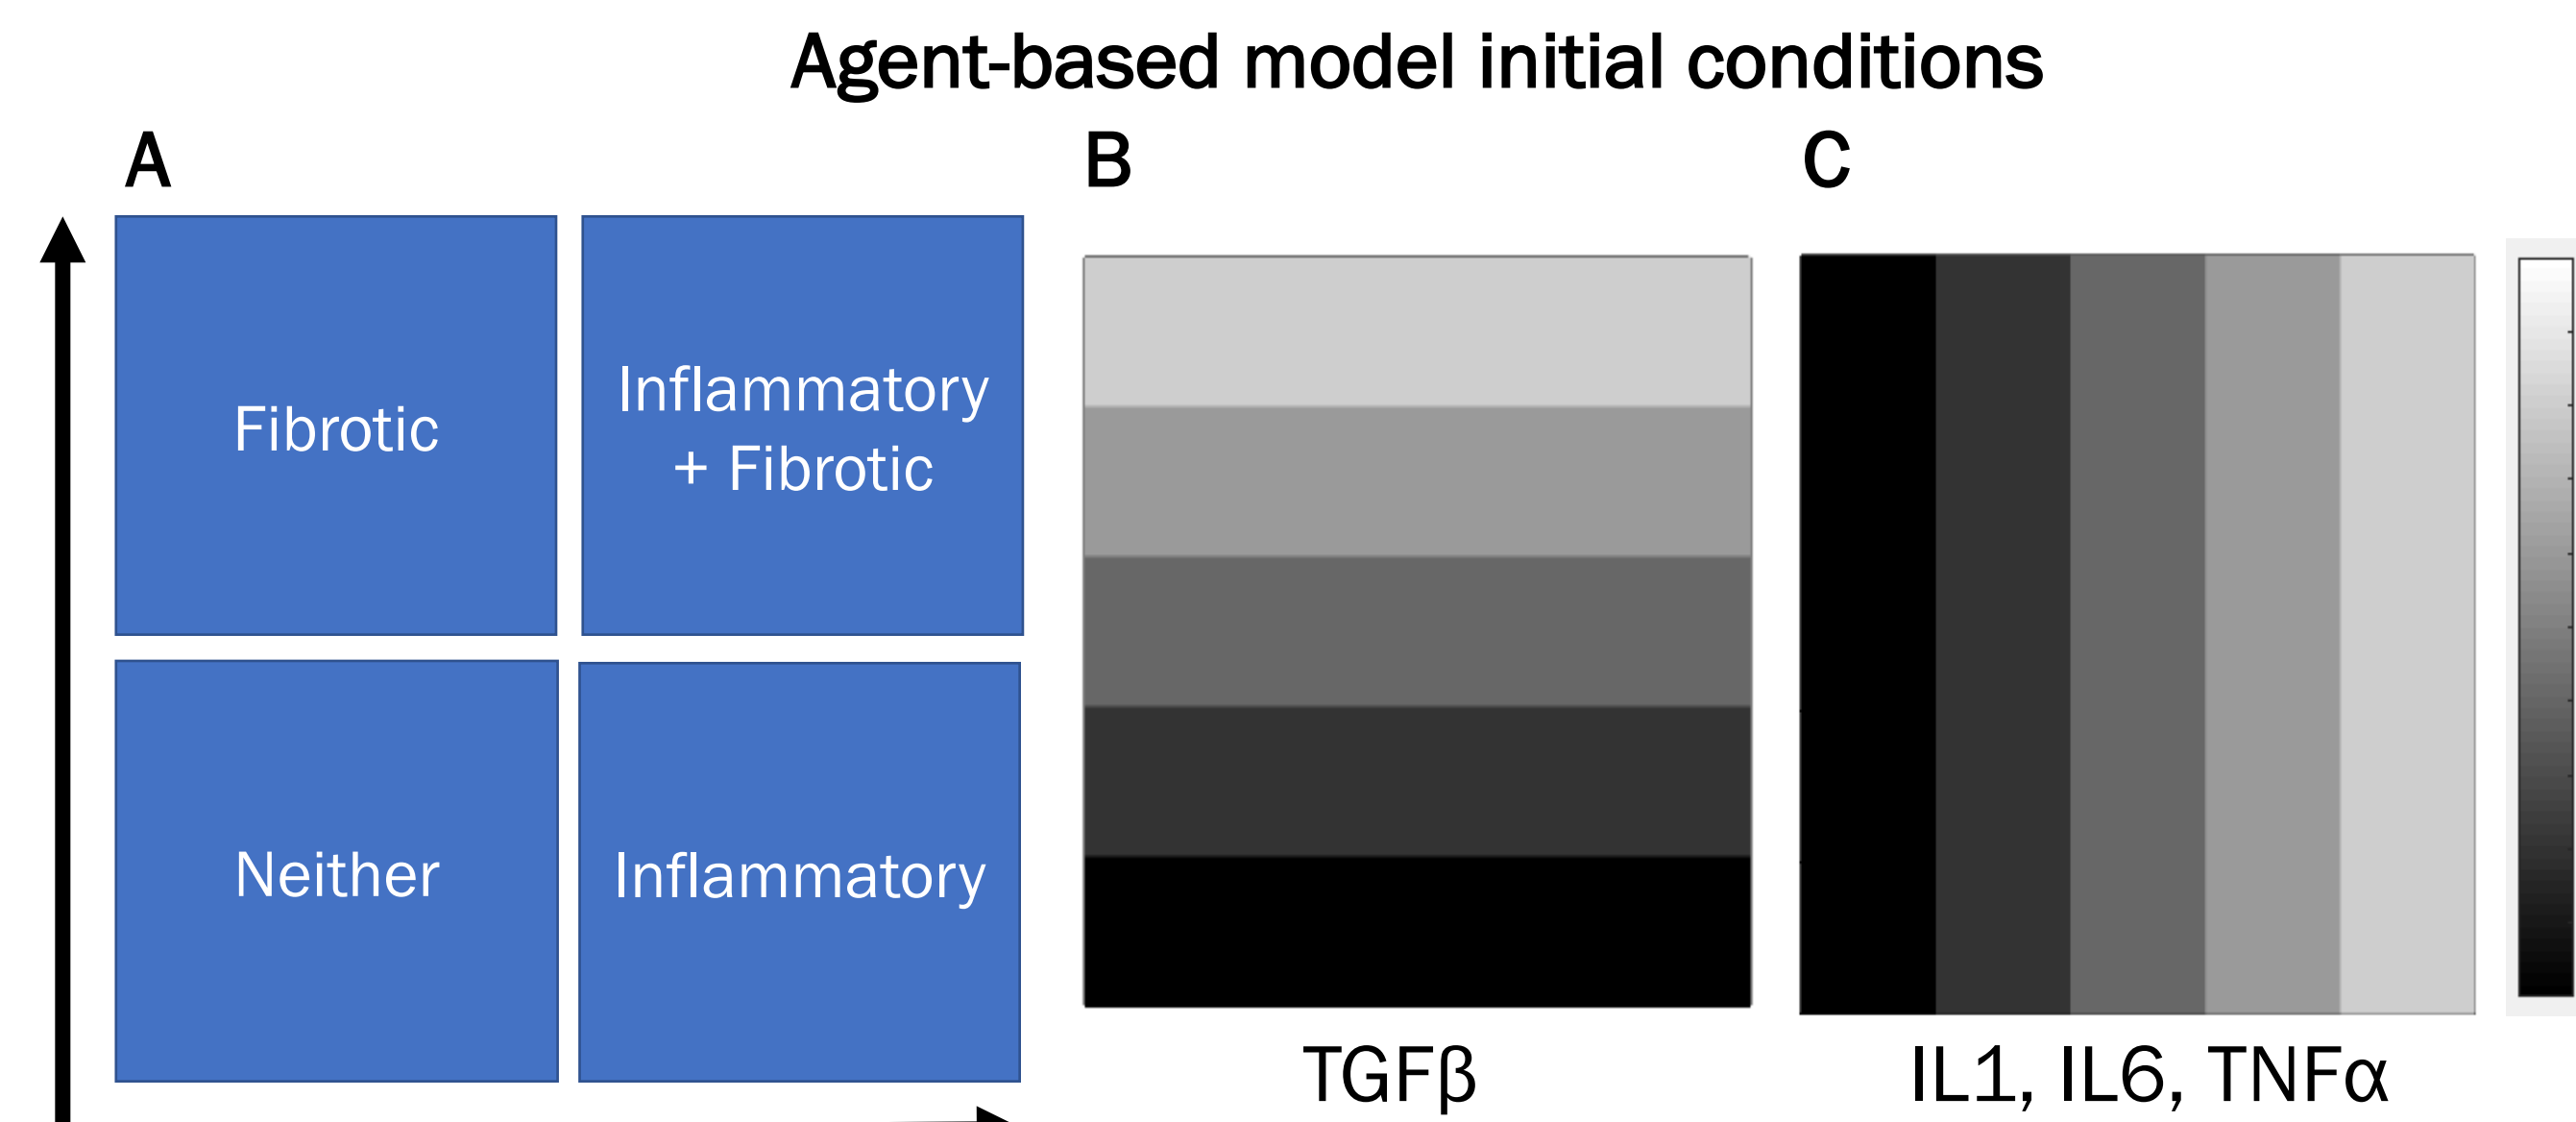 Agent-based model initial conditions
A
B
C
Fibrotic
Inflammatory
+ Fibrotic
Neither
Inflammatory
TGFβ
IL1, IL6, TNFα